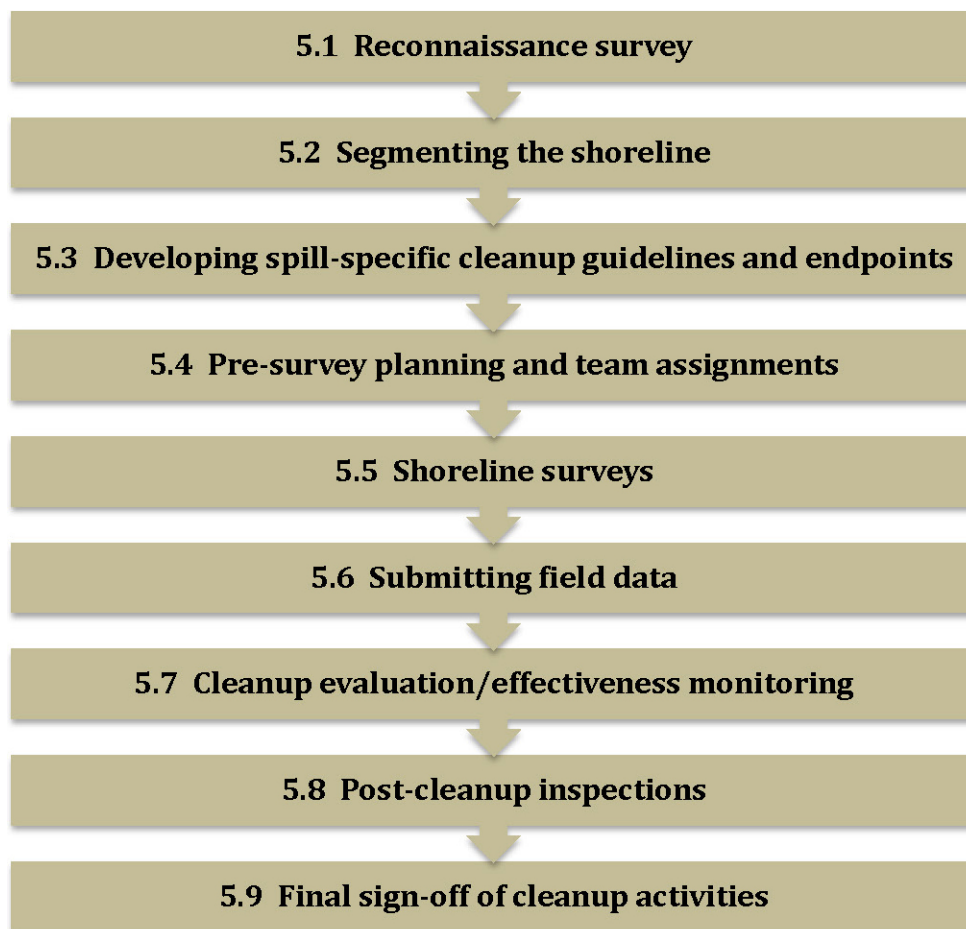 5.1 Reconnaissance survey
5.2 Segmenting the shoreline
5.3 Developing spill-specific cleanup guidelines and endpoints
5.4 Pre-survey planning and team assignments
5.5 Shoreline surveys
5.6 Submitting field data
5.7 Cleanup evaluation/effectiveness monitoring
5.8 Post-cleanup inspections
5.9 Final sign-off of cleanup activities